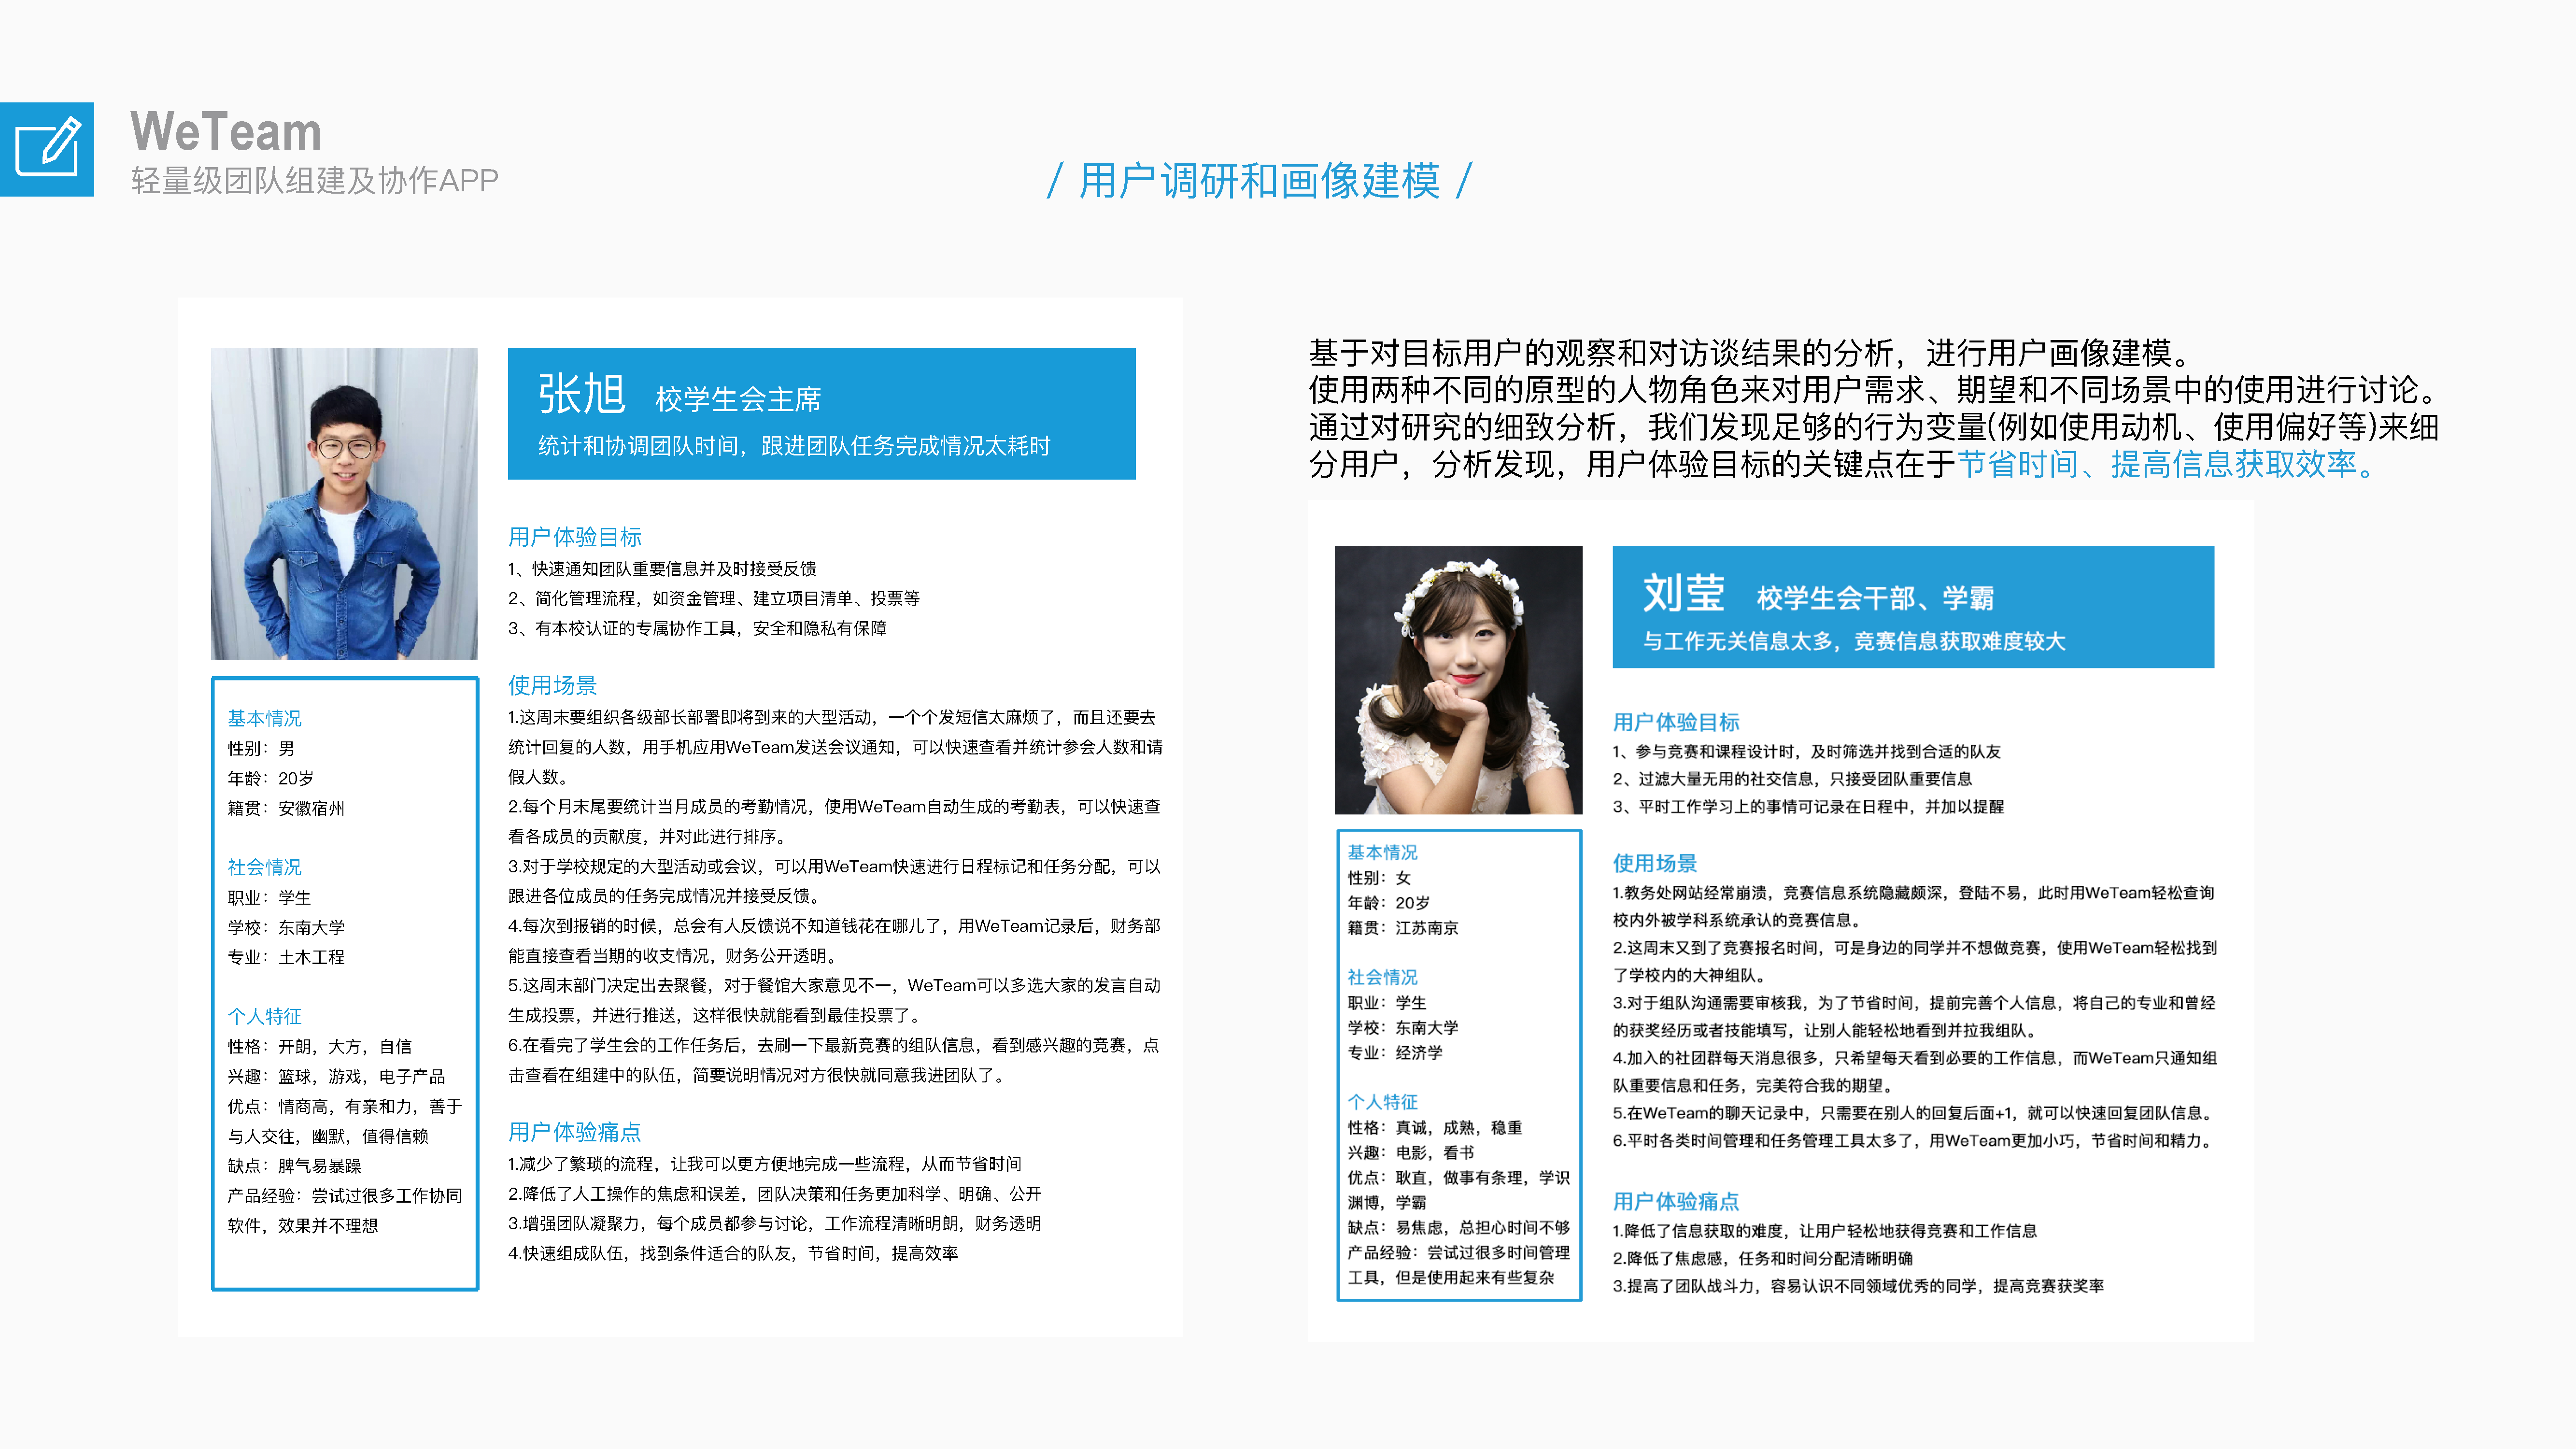 WeTeam
轻量级团队组建及协作APP
/ 用户调研和画像建模 /
张旭 校学生会主席
统计和协调团队时间，跟进团队任务完成情况太耗时
基本情况
性别：男
年龄：20岁
籍贯：安徽宿州
社会情况
职业：学生
学校：东南大学
专业：土木工程
个人特征
性格：开朗，大方，自信
兴趣：篮球，游戏，电子产品
优点：情商高，有亲和力，善于
与人交往，幽默，值得信赖
缺点：脾气易暴躁
产品经验：尝试过很多工作协同
软件，效果并不理想
用户体验目标
1、快速通知团队重要信息并及时接受反馈
2、简化管理流程，如资金管理、建立项目清单、投票等
3、有本校认证的专属协作工具，安全和隐私有保障
使用场景
1.这周末要组织各级部长部署即将到来的大型活动，一个个发短信太麻烦了，而且还要去
统计回复的人数，用手机应用WeTeam发送会议通知，可以快速查看并统计参会人数和请
假人数。
2.每个月末尾要统计当月成员的考勤情况，使用WeTeam自动生成的考勤表，可以快速查
看各成员的贡献度，并对此进行排序。
3.对于学校规定的大型活动或会议，可以用WeTeam快速进行日程标记和任务分配，可以
跟进各位成员的任务完成情况并接受反馈。
4.每次到报销的时候，总会有人反馈说不知道钱花在哪儿了，用WeTeam记录后，财务部
能直接查看当期的收支情况，财务公开透明。
5.这周末部门决定出去聚餐，对于餐馆大家意见不一，WeTeam可以多选大家的发言自动
生成投票，并进行推送，这样很快就能看到最佳投票了。
6.在看完了学生会的工作任务后，去刷一下最新竞赛的组队信息，看到感兴趣的竞赛，点
击查看在组建中的队伍，简要说明情况对方很快就同意我进团队了。
用户体验痛点
1.减少了繁琐的流程，让我可以更方便地完成一些流程，从而节省时间
2.降低了人工操作的焦虑和误差，团队决策和任务更加科学、明确、公开
3.增强团队凝聚力，每个成员都参与讨论，工作流程清晰明朗，财务透明
4.快速组成队伍，找到条件适合的队友，节省时间，提高效率
基于对目标用户的观察和对访谈结果的分析，进行用户画像建模。
使用两种不同的原型的人物角色来对用户需求、期望和不同场景中的使用进行讨论。
通过对研究的细致分析，我们发现足够的行为变量(例如使用动机、使用偏好等)来细
分用户，分析发现，用户体验目标的关键点在于节省时间、提高信息获取效率。
刘莹 校学生会干部、学霸
与工作无关信息太多，竞赛信息获取难度较大
基本情况
性别：女
年龄：20岁
籍贯：江苏南京
社会情况
职业：学生
学校：东南大学
专业：经济学
个人特征
性格：真诚，成熟，稳重
兴趣：电影，看书
优点：耿直，做事有条理，学识
渊博，学霸
缺点：易焦虑，总担心时间不够
产品经验：尝试过很多时间管理
工具，但是使用起来有些复杂
用户体验目标
1、参与竞赛和课程设计时，及时筛选并找到合适的队友
2、过滤大量无用的社交信息，只接受团队重要信息
3、平时工作学习上的事情可记录在日程中，并加以提醒
使用场景
1.教务处网站经常崩溃，竞赛信息系统隐藏颇深，登陆不易，此时用WeTeam轻松查询
校内外被学科系统承认的竞赛信息。
2.这周末又到了竞赛报名时间，可是身边的同学并不想做竞赛，使用WeTeam轻松找到
了学校内的大神组队。
3.对于组队沟通需要审核我，为了节省时间，提前完善个人信息，将自己的专业和曾经
的获奖经历或者技能填写，让别人能轻松地看到并拉我组队。
4.加入的社团群每天消息很多，只希望每天看到必要的工作信息，而WeTeam只通知组
队重要信息和任务，完美符合我的期望。
5.在WeTeam的聊天记录中，只需要在别人的回复后面+1，就可以快速回复团队信息。
6.平时各类时间管理和任务管理工具太多了，用WeTeam更加小巧，节省时间和精力。
用户体验痛点
1.降低了信息获取的难度，让用户轻松地获得竞赛和工作信息
2.降低了焦虑感，任务和时间分配清晰明确
3.提高了团队战斗力，容易认识不同领域优秀的同学，提高竞赛获奖率